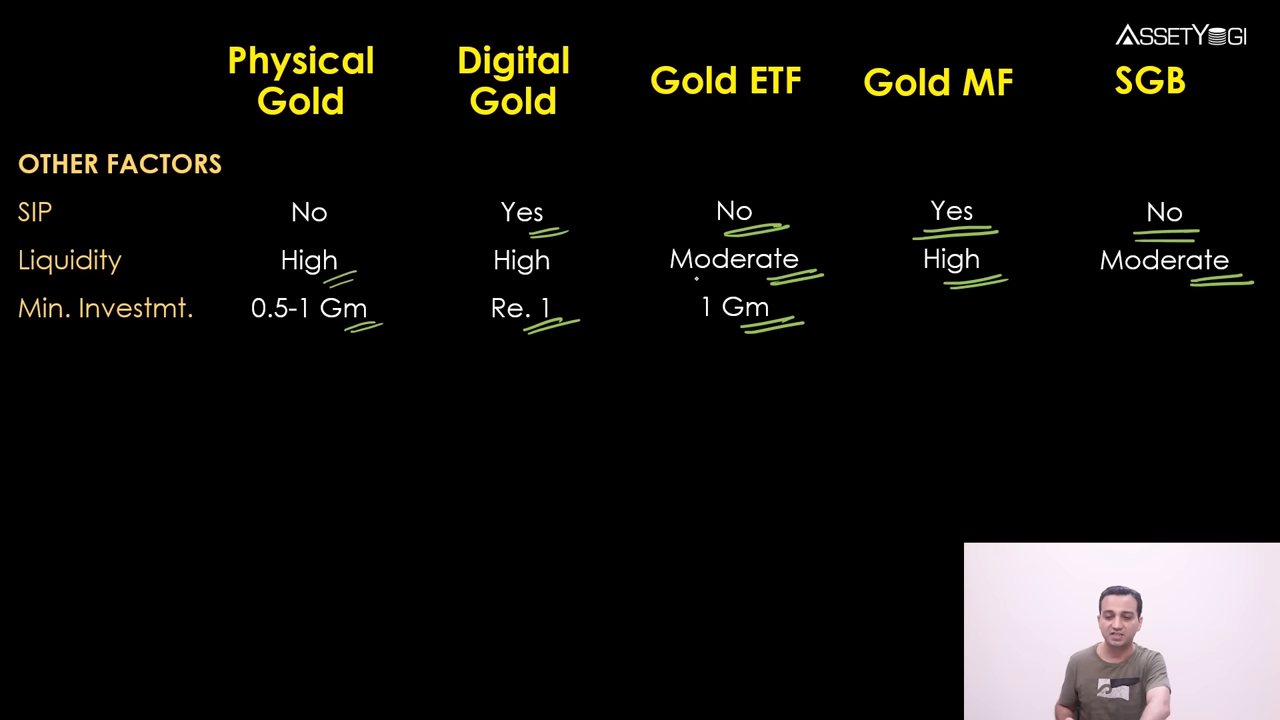 ASSETYOGI
Physical Gold Digital Gold Gold ETF Gold MF SGB
OTHER FACTORS
SIP No Yes No Yes No
Liquidity High High Moderate High Moderate
Min. Investmt. 0.5-1 Gm Re. 1 1 Gm